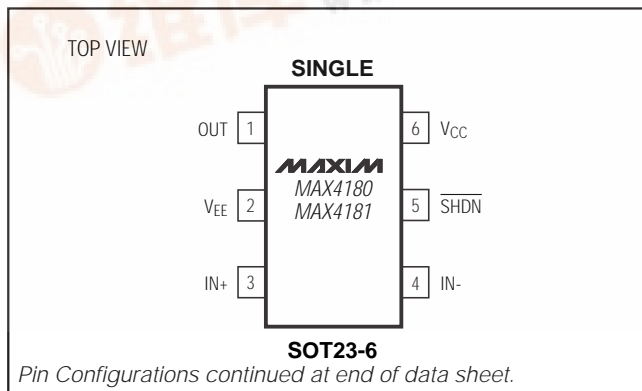 TOP VIEW
SINGLE
OUT 1
6 VCC
MAXIM
MAX4180
MAX4181
VEE 2
5 SHDN
IN+ 3
4 IN-
SOT23-6
Pin Configurations continued at end of data sheet.